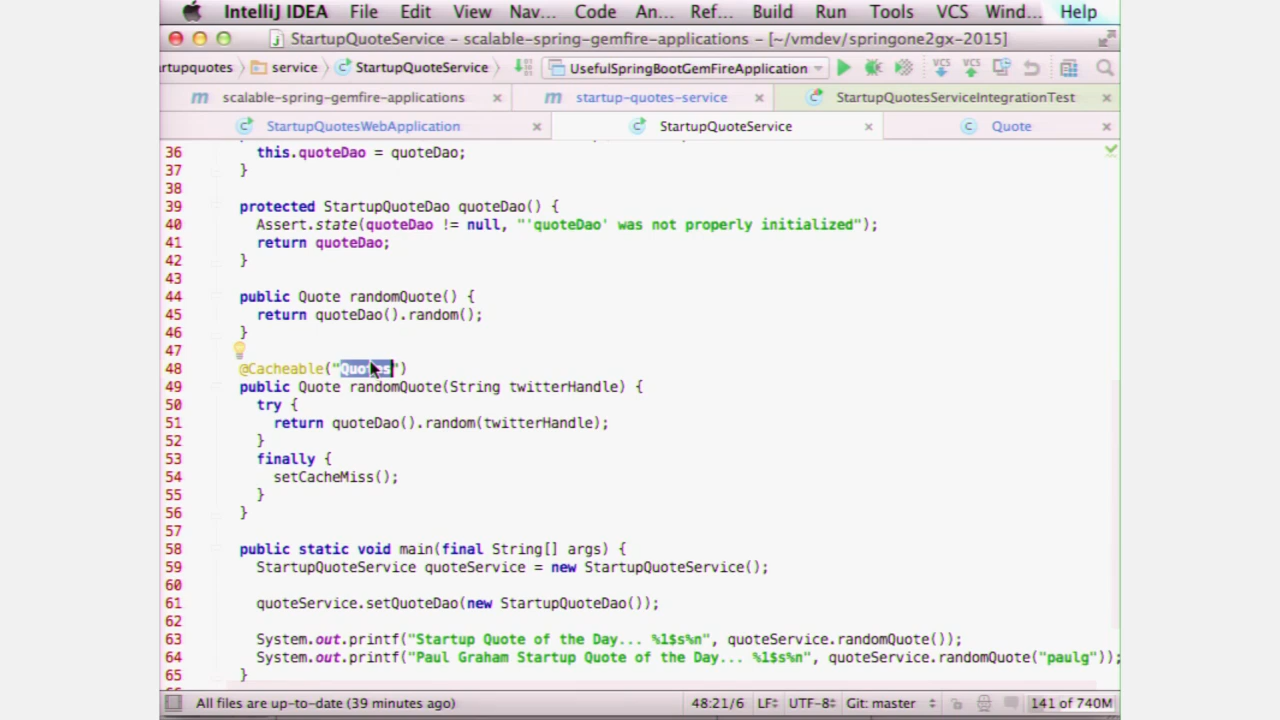 IntelliJ IDEA File Edit View Nav... Code An... Ref... Build Run Tools VCS Wind... Help
StartupQuoteService – scalable-spring-gemfire-applications – [~/vmdev/springone2gx-2015]
artupquotes service StartupQuoteService UsefulSpringBootGemFireApplication VCS VCS
scalable-spring-gemfire-applications startup-quotes-service StartupQuotesServiceIntegrationTest
StartupQuotesWebApplication StartupQuoteService Quote
36 this.quoteDao = quoteDao;
37 }
38
39 protected StartupQuoteDao quoteDao() {
40 Assert.state(quoteDao != null, "'quoteDao' was not properly initialized");
41 return quoteDao;
42 }
43
44 public Quote randomQuote() {
45 return quoteDao().random();
46 }
47
48 @Cacheable("Quotes")
49 public Quote randomQuote(String twitterHandle) {
50 try {
51 return quoteDao().random(twitterHandle);
52 }
53 finally {
54 setCacheMiss();
55 }
56 }
57
58 public static void main(final String[] args) {
59 StartupQuoteService quoteService = new StartupQuoteService();
60
61 quoteService.setQuoteDao(new StartupQuoteDao());
62
63 System.out.printf("Startup Quote of the Day... %1$s%n", quoteService.randomQuote());
64 System.out.printf("Paul Graham Startup Quote of the Day... %1$s%n", quoteService.randomQuote("paulg"));
65 }
All files are up-to-date (39 minutes ago) 48:21/6 LF UTF-8 Git: master 141 of 740M